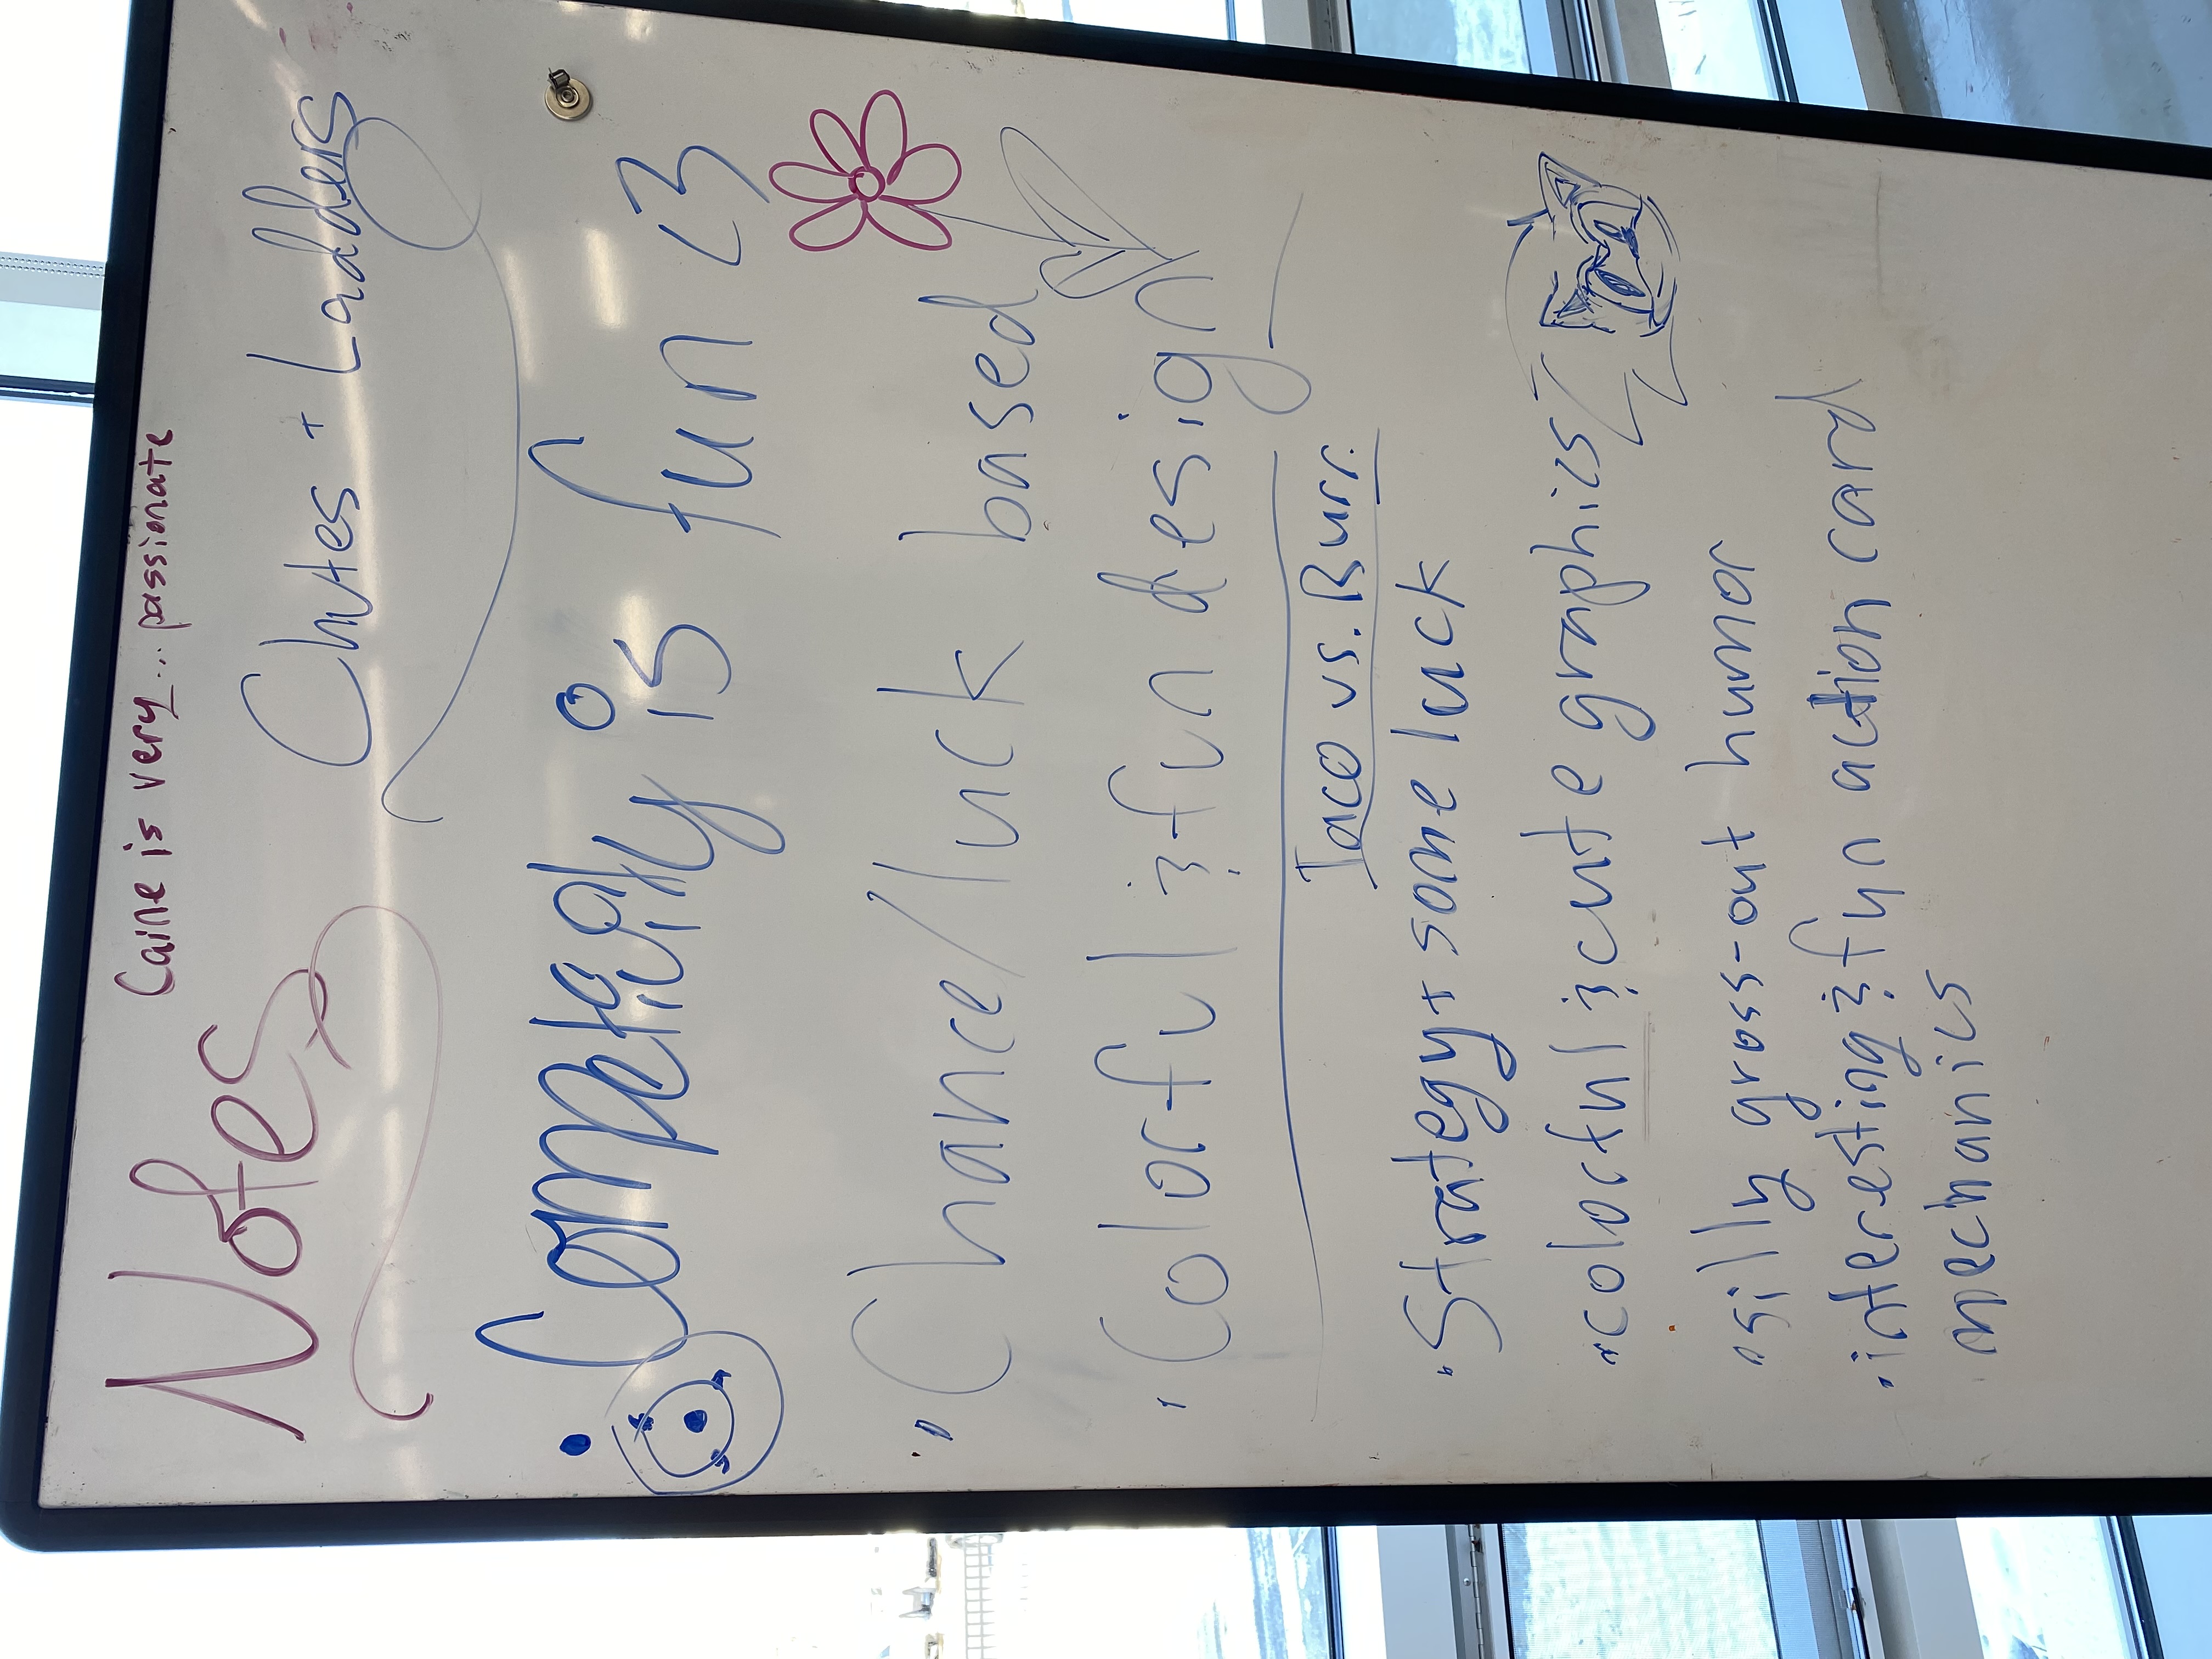 Caine is very... passionate
Notes
Chutes + Ladders
• Competivity is fun <3
• Chance/luck based
• Colorful & fun design
Taco vs. Burr.
• Strategy + some luck
• colorful & cute graphics
• silly gross-out humor
• interesting & fun action card
mechanics